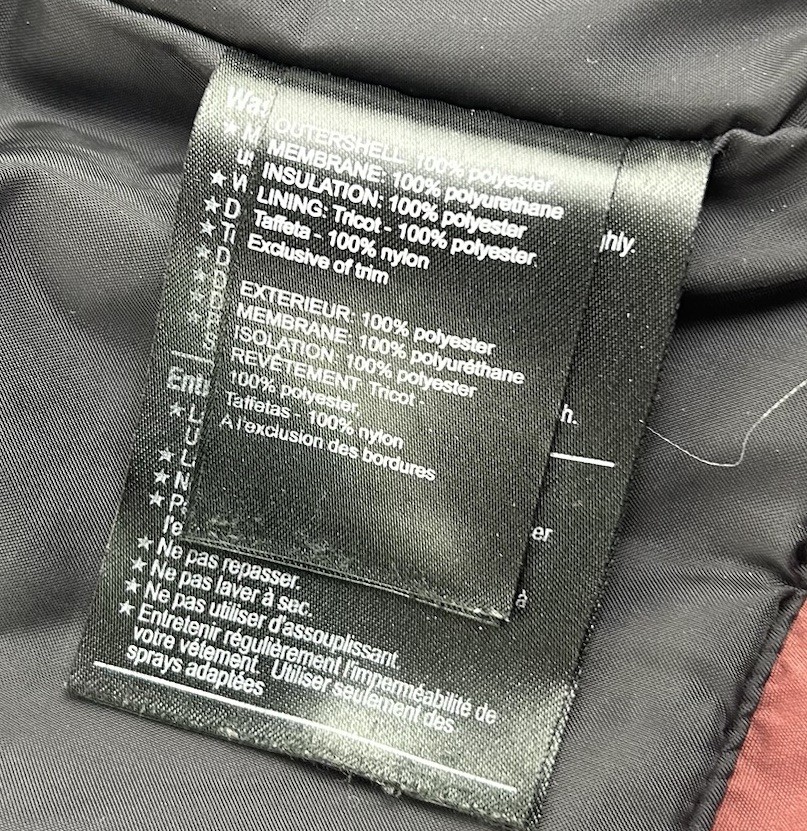 OUTERSHELL: 100% polyester
MEMBRANE: 100% polyurethane
INSULATION: 100% polyester
LINING: Tricot - 100% polyester
Taffeta - 100% nylon
Exclusive of trim
EXTERIEUR: 100% polyester
MEMBRANE: 100% polyuréthane
ISOLATION: 100% polyester
REVÊTEMENT Tricot -
100% polyester,
Taffetas - 100% nylon
À l'exclusion des bordures
★ Ne pas repasser.
★ Ne pas laver à sec.
★ Ne pas utiliser d'assouplissant.
★ Entretenir régulièrement l'imperméabilité de
votre vêtement. Utiliser seulement des
sprays adaptées